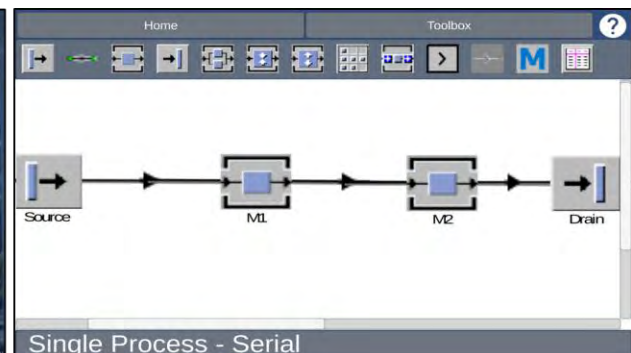 Home Toolbox ?
M
Source M1 M2 Drain
Single Process - Serial